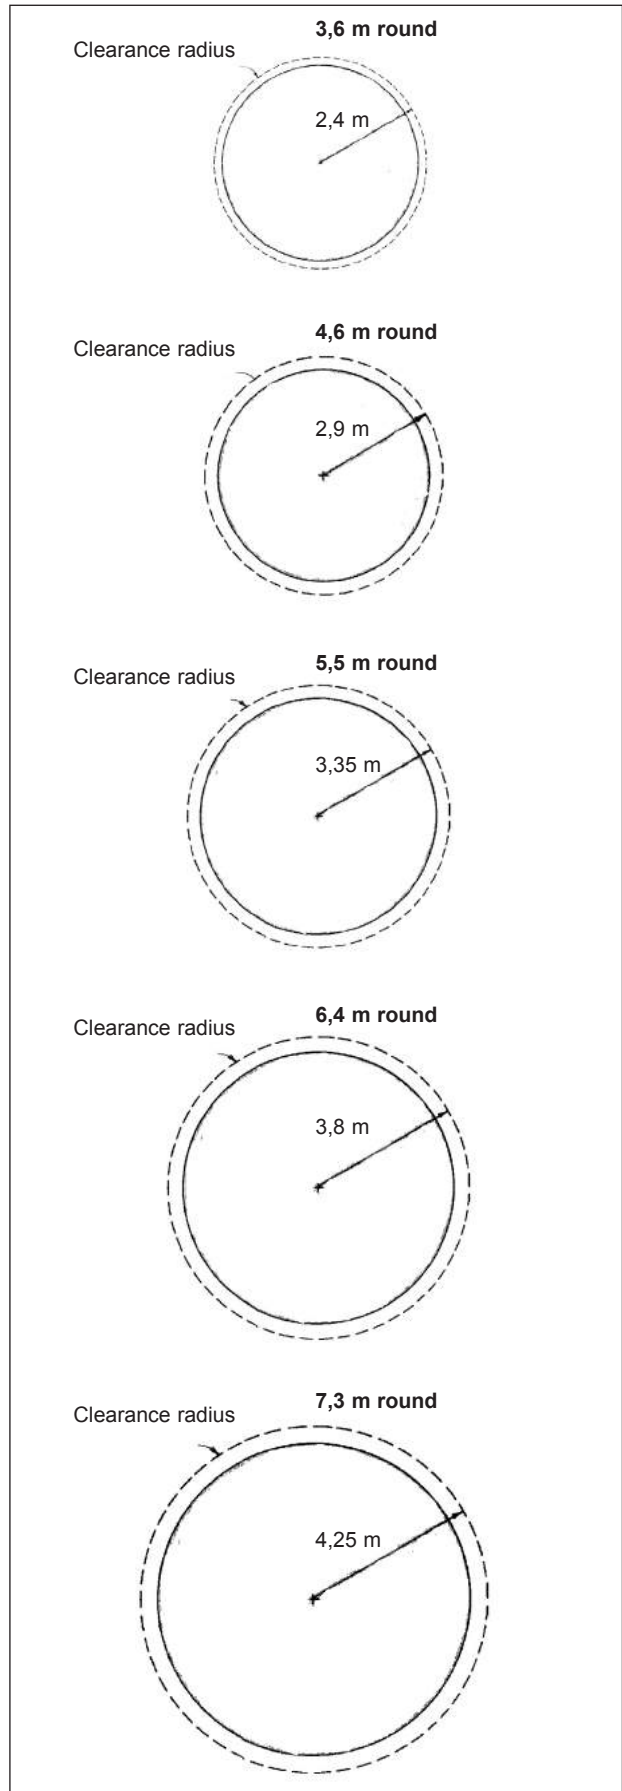 3,6 m round
Clearance radius
2,4 m
4,6 m round
Clearance radius
2,9 m
5,5 m round
Clearance radius
3,35 m
6,4 m round
Clearance radius
3,8 m
7,3 m round
Clearance radius
4,25 m